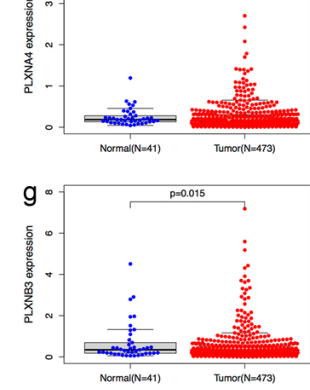 PLXNA4 expression
3
2
1
0
Normal(N=41) Tumor(N=473)
g
p=0.015
PLXNB3 expression
8
6
4
2
0
Normal(N=41) Tumor(N=473)